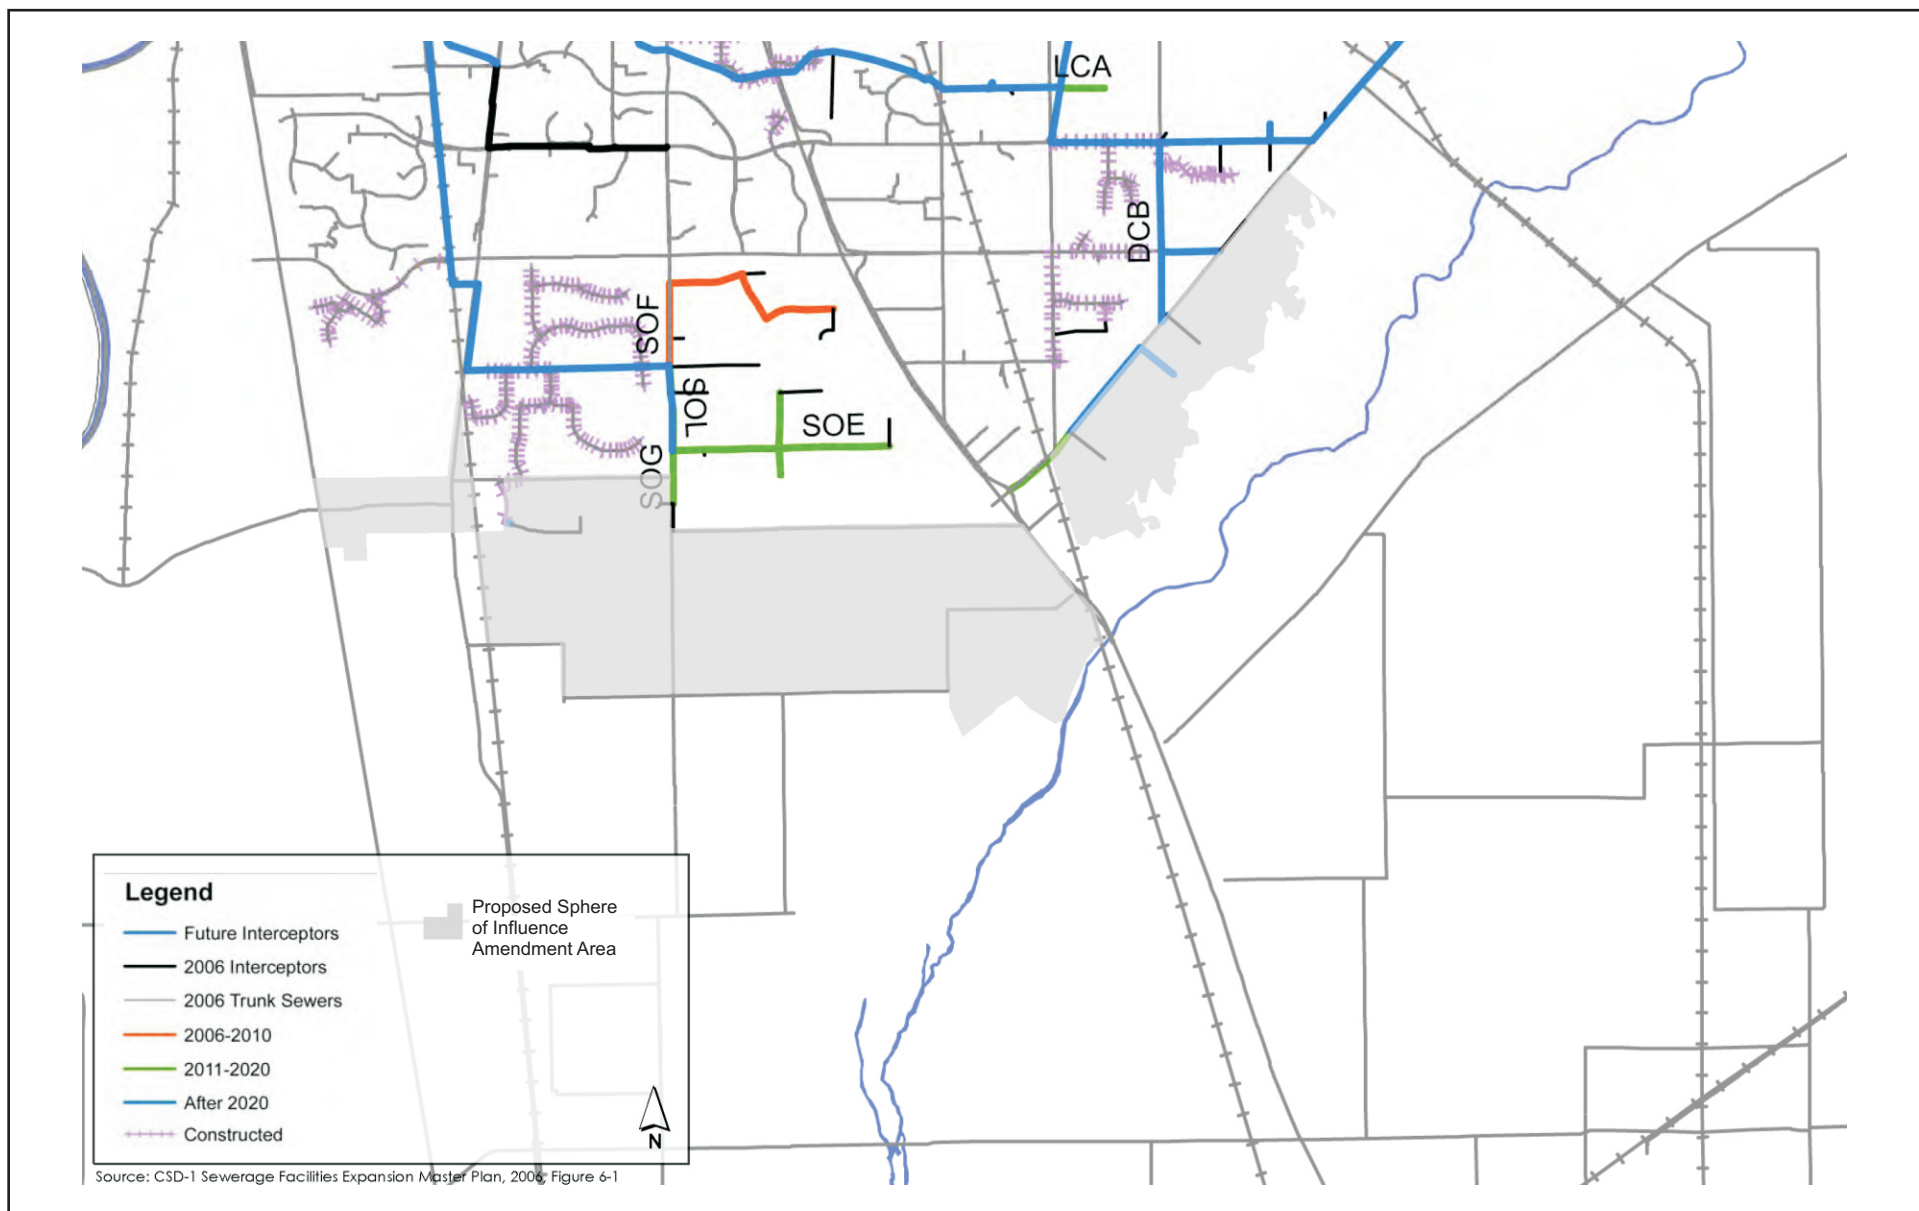 LCA
DCB
SOF
SOL
SOE
SOG
Legend
Future Interceptors
2006 Interceptors
2006 Trunk Sewers
2006-2010
2011-2020
After 2020
Constructed
Proposed Sphere
of Influence
Amendment Area
N
Source: CSD-1 Sewerage Facilities Expansion Master Plan, 2006; Figure 6-1